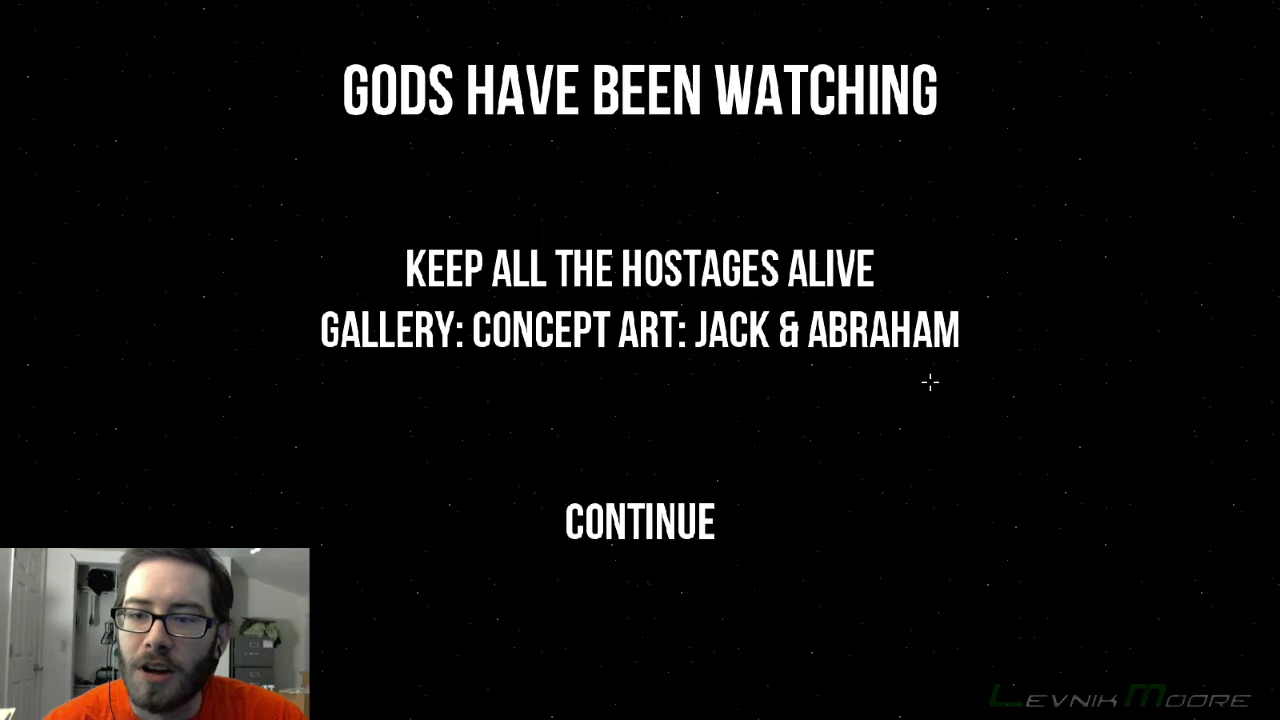 GODS HAVE BEEN WATCHING
KEEP ALL THE HOSTAGES ALIVE
GALLERY: CONCEPT ART: JACK & ABRAHAM
CONTINUE
LEVNIK MOORE